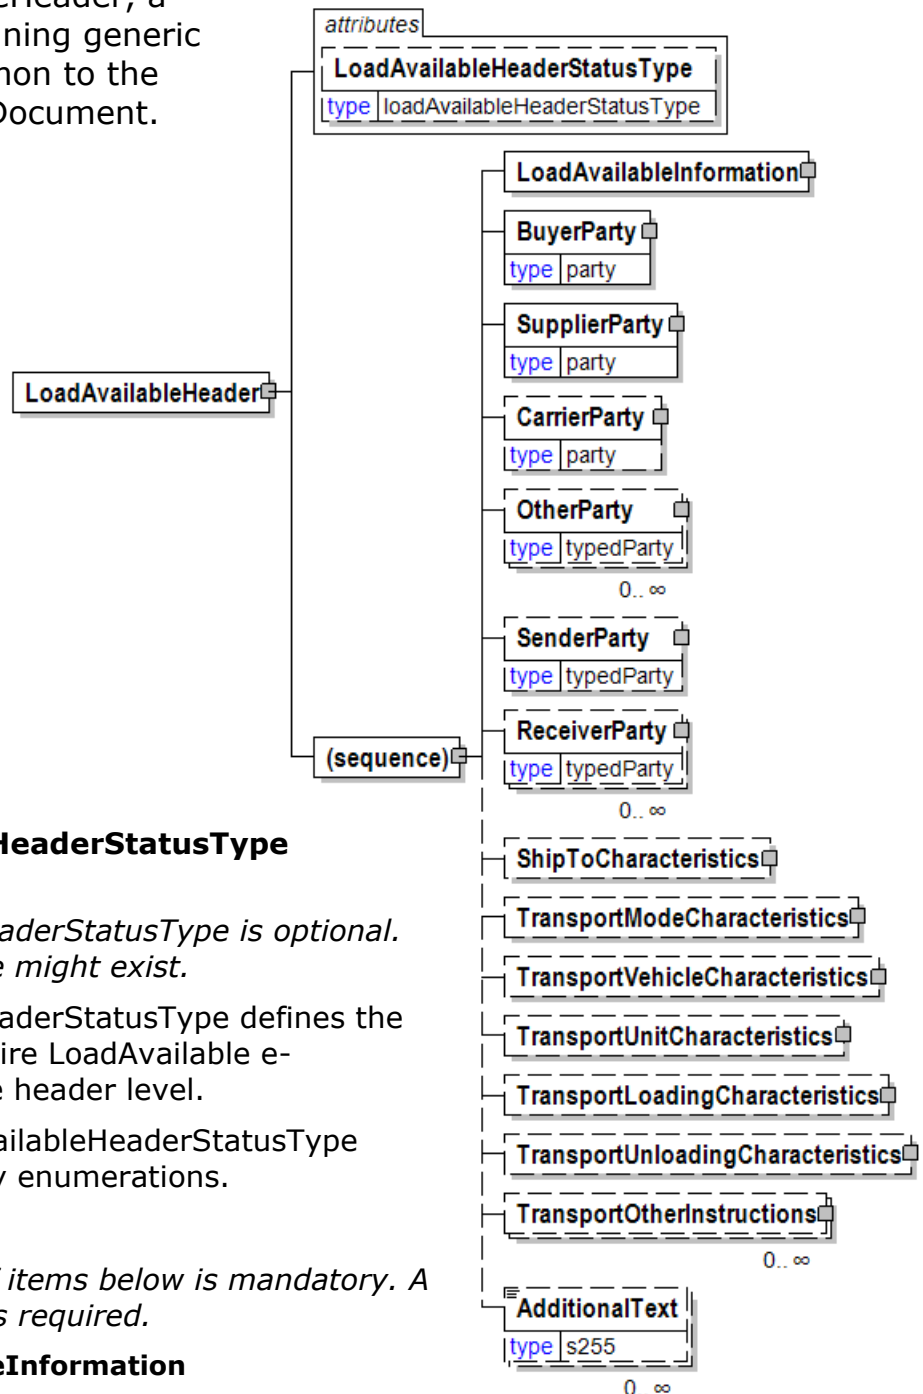 erHeader, a
ning generic
mon to the
Document.
attributes
LoadAvailableHeaderStatusType
type loadAvailableHeaderStatusType
LoadAvailableInformation
BuyerParty
type party
SupplierParty
type party
LoadAvailableHeader
CarrierParty
type party
OtherParty
type typedParty
0.. ∞
SenderParty
type typedParty
ReceiverParty
(sequence)
type typedParty
0.. ∞
HeaderStatusType
ShipToCharacteristics
aderStatusType is optional.
TransportModeCharacteristics
e might exist.
TransportVehicleCharacteristics
aderStatusType defines the
TransportUnitCharacteristics
ire LoadAvailable e-
e header level.
TransportLoadingCharacteristics
ailableHeaderStatusType
TransportUnloadingCharacteristics
y enumerations.
TransportOtherInstructions
0.. ∞
items below is mandatory. A
s required.
AdditionalText
type s255
eInformation
0.. ∞